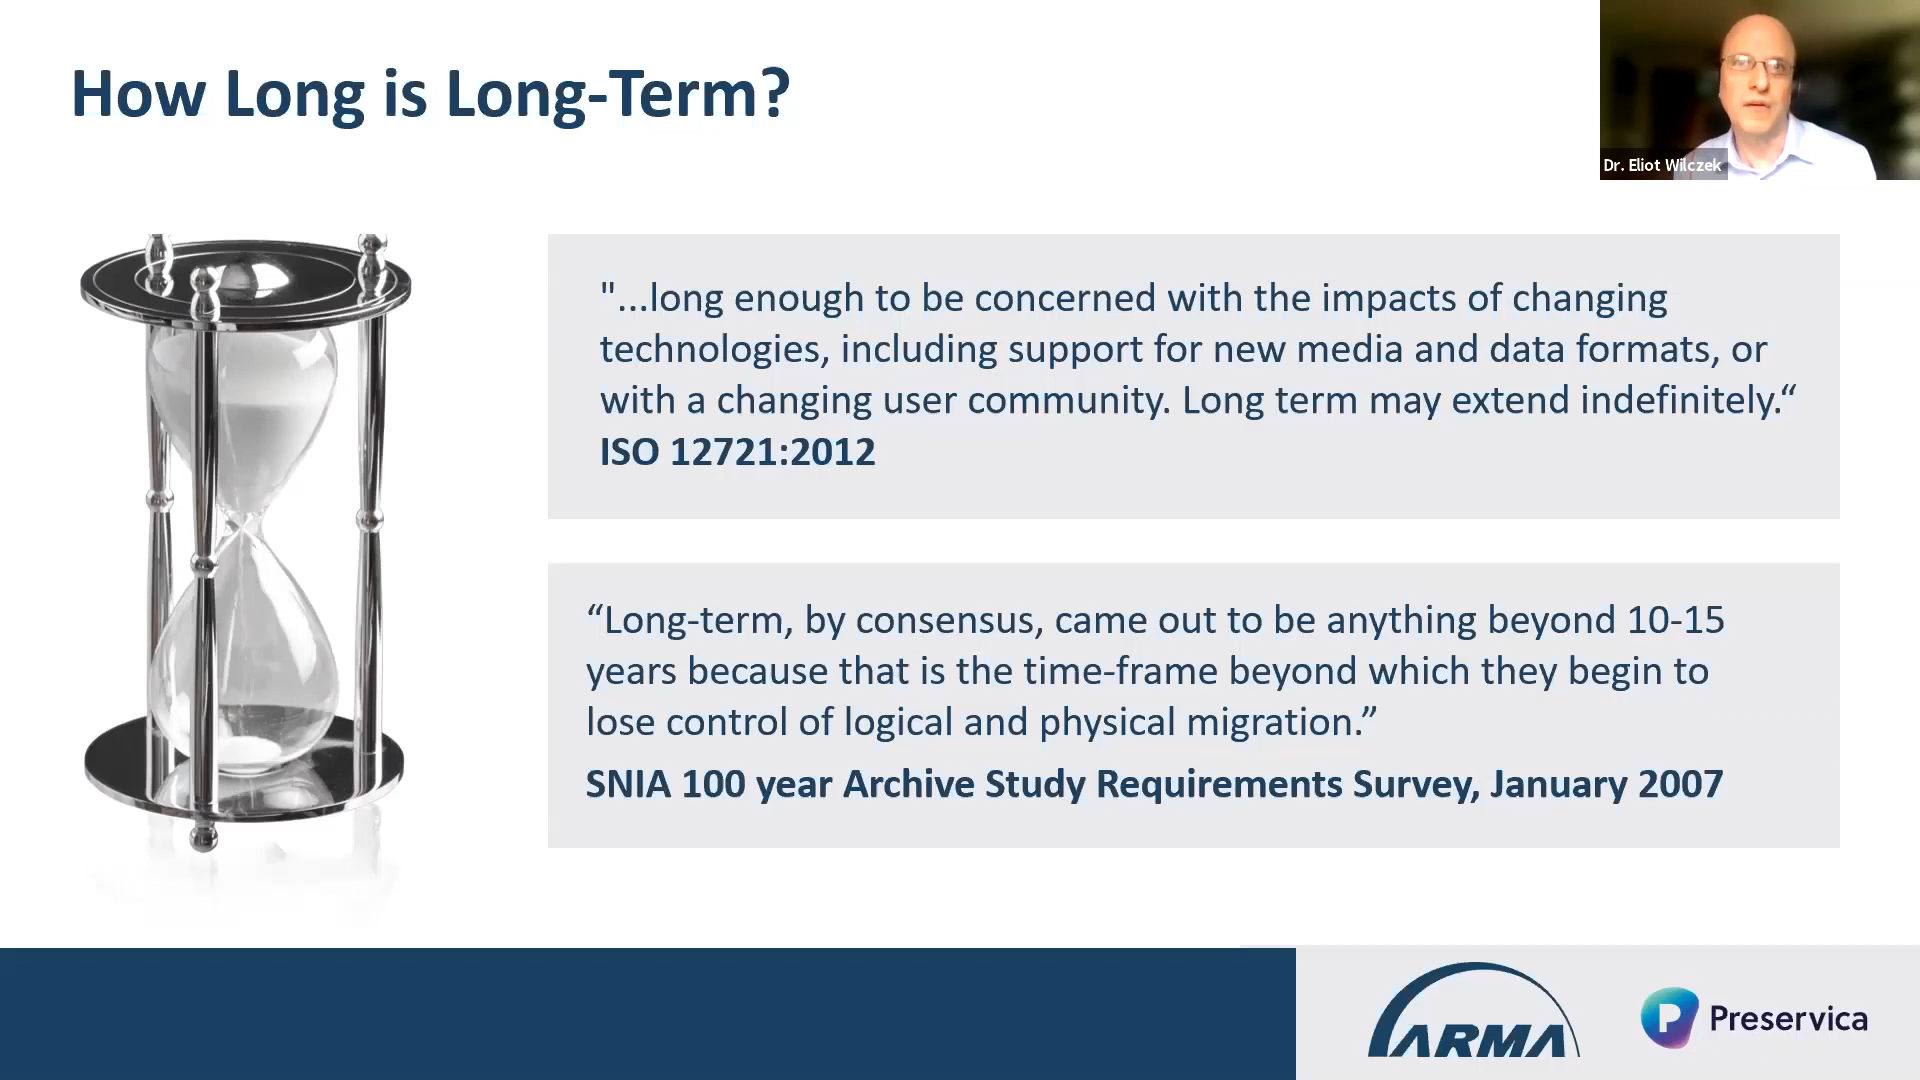 How Long is Long-Term?
Dr. Eliot Wilczek
"...long enough to be concerned with the impacts of changing
technologies, including support for new media and data formats, or
with a changing user community. Long term may extend indefinitely.“
ISO 12721:2012
“Long-term, by consensus, came out to be anything beyond 10-15
years because that is the time-frame beyond which they begin to
lose control of logical and physical migration.”
SNIA 100 year Archive Study Requirements Survey, January 2007
ARMA
P Preservica